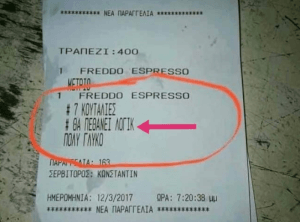 ********** ΝΕΑ ΠΑΡΑΓΓΕΛΙΑ **********
ΤΡΑΠΕΖΙ:400
1 FREDDO ESPRESSO
ΜΕΤΡΙΟ
1 FREDDO ESPRESSO
# 7 ΚΟΥΤΑΛΙΕΣ
# ΘΑ ΠΕΘΑΝΕΙ ΛΟΓΙΚ
ΠΟΛΥ ΓΛΥΚΟ
ΠΑΡΑΓΓΕΛΙΑ: 163
ΣΕΡΒΙΤΟΡΟΣ: ΚΩΝΣΤΑΝΤΙΝ
ΗΜΕΡΟΜΗΝΙΑ: 12/3/2017 ΩΡΑ: 7:20:38 μμ
********** ΝΕΑ ΠΑΡΑΓΓΕΛΙΑ **********